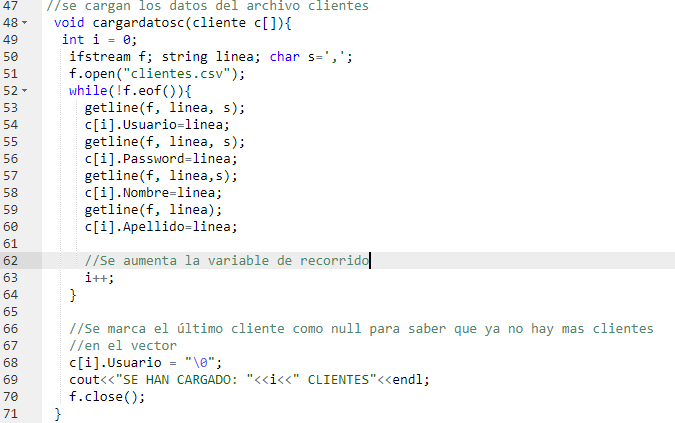 47 //se cargan los datos del archivo clientes
48 void cargardatosc(cliente c[]){
49 int i = 0;
50 ifstream f; string linea; char s=',';
51 f.open("clientes.csv");
52 while(!f.eof()){
53 getline(f, linea, s);
54 c[i].Usuario=linea;
55 getline(f, linea, s);
56 c[i].Password=linea;
57 getline(f, linea,s);
58 c[i].Nombre=linea;
59 getline(f, linea);
60 c[i].Apellido=linea;
61
62 //Se aumenta la variable de recorrido
63 i++;
64 }
65
66 //Se marca el último cliente como null para saber que ya no hay mas clientes
67 //en el vector
68 c[i].Usuario = "\0";
69 cout<<"SE HAN CARGADO: "<<i<<" CLIENTES"<<endl;
70 f.close();
71 }